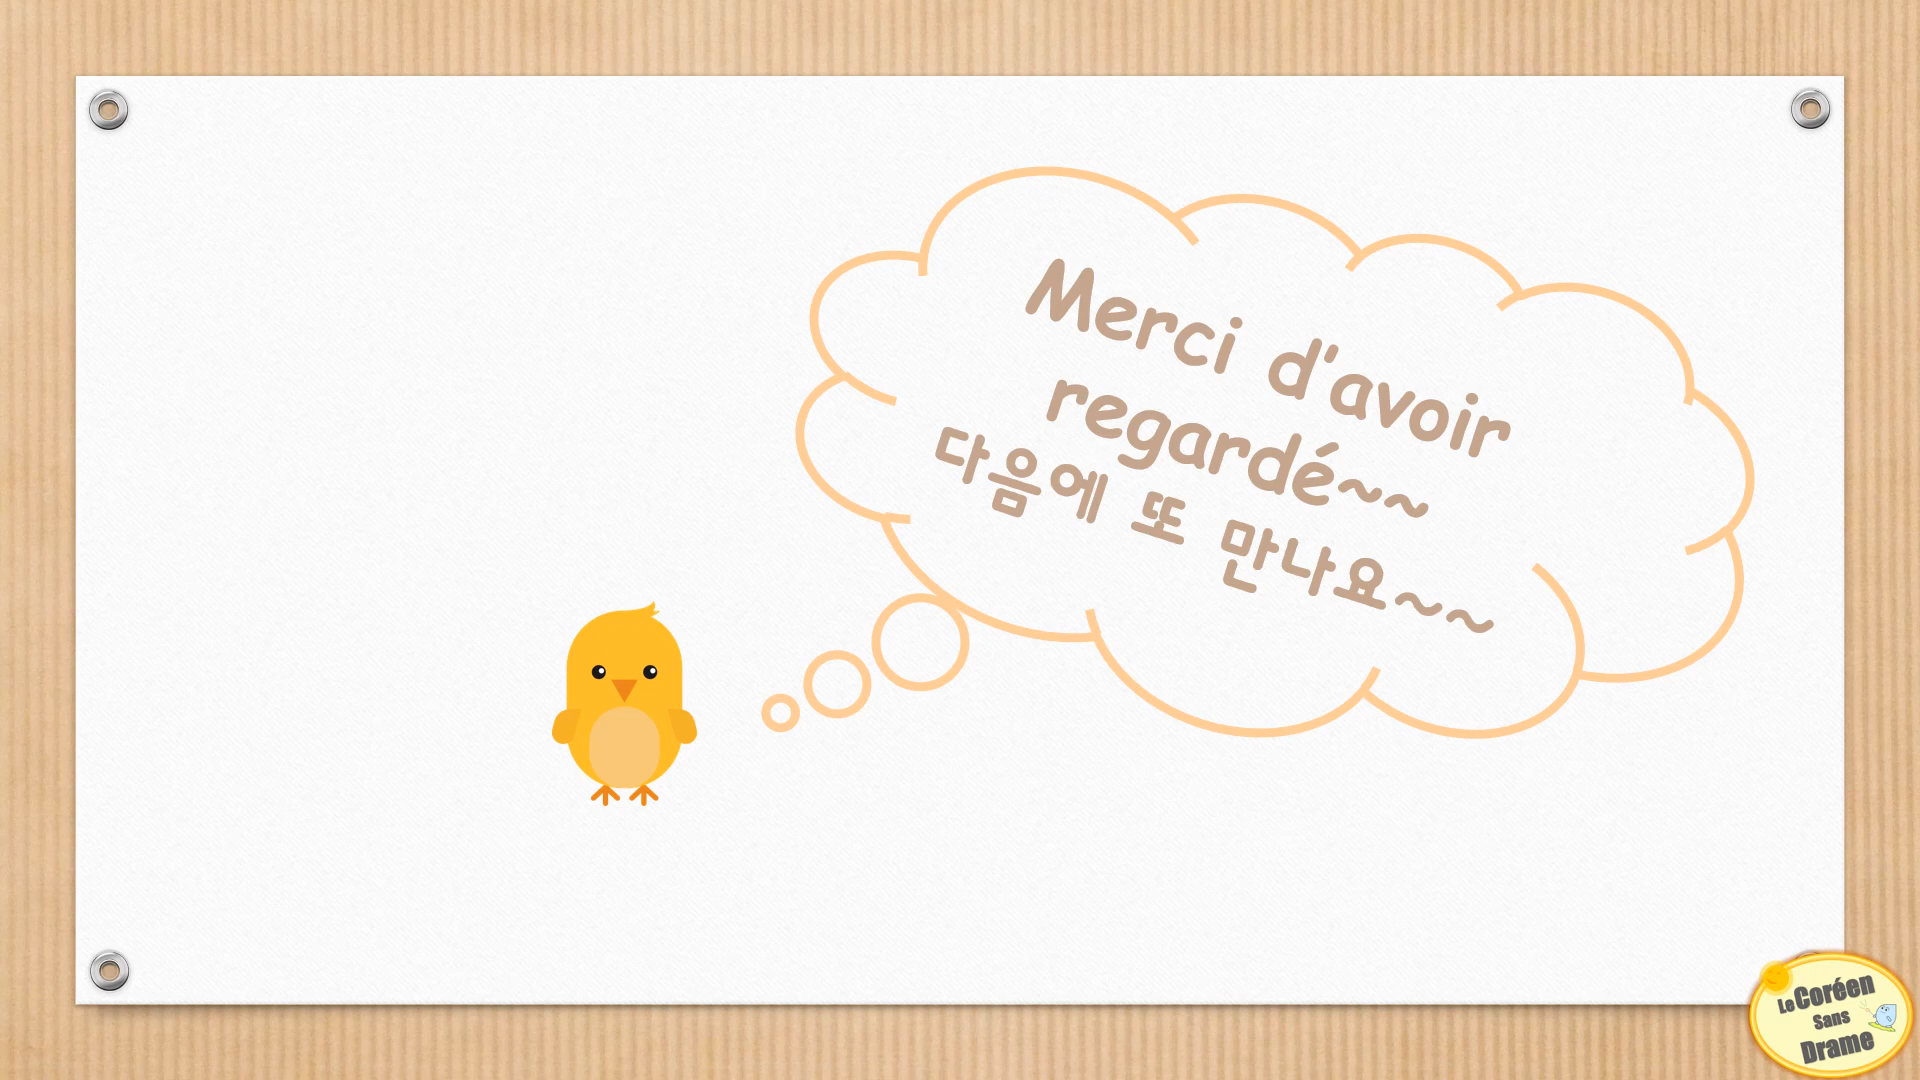 Merci d'avoir
regardé~~
다음에 또 만나요~~
Le Coréen
Sans
Drame